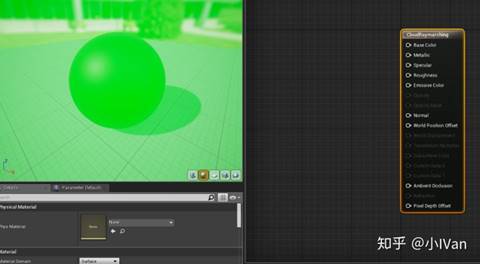 CloudRaymarching
Base Color
Metallic
Specular
Roughness
Emissive Color
Opacity
Opacity Mask
Normal
World Position Offset
World Displacement
Tessellation Multiplier
Subsurface Color
Custom Data 0
Custom Data 1
Ambient Occlusion
Refraction
Pixel Depth Offset
Details
Parameter Defaults
Search
Physical Material
Phys Material
None
None
Material
Material Domain
Surface
知乎 @小IVan